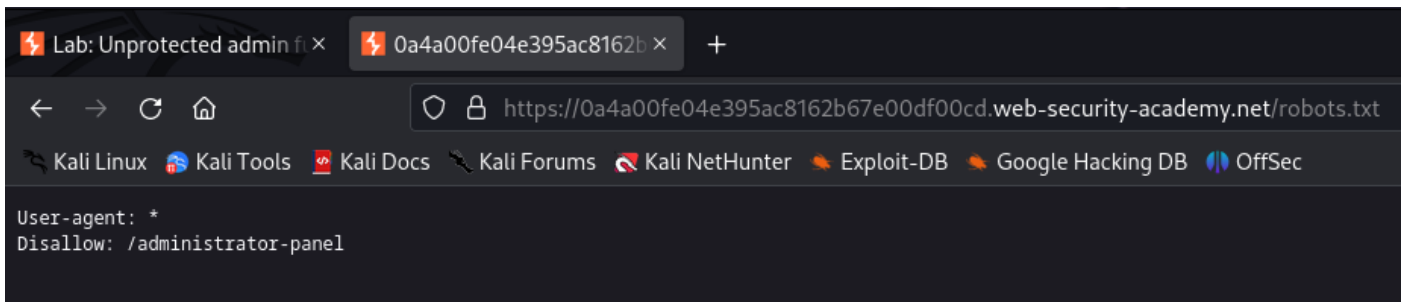 Lab: Unprotected admin f
0a4a00fe04e395ac8162b
https://0a4a00fe04e395ac8162b67e00df00cd.web-security-academy.net/robots.txt
Kali Linux Kali Tools Kali Docs Kali Forums Kali NetHunter Exploit-DB Google Hacking DB OffSec
User-agent: *
Disallow: /administrator-panel